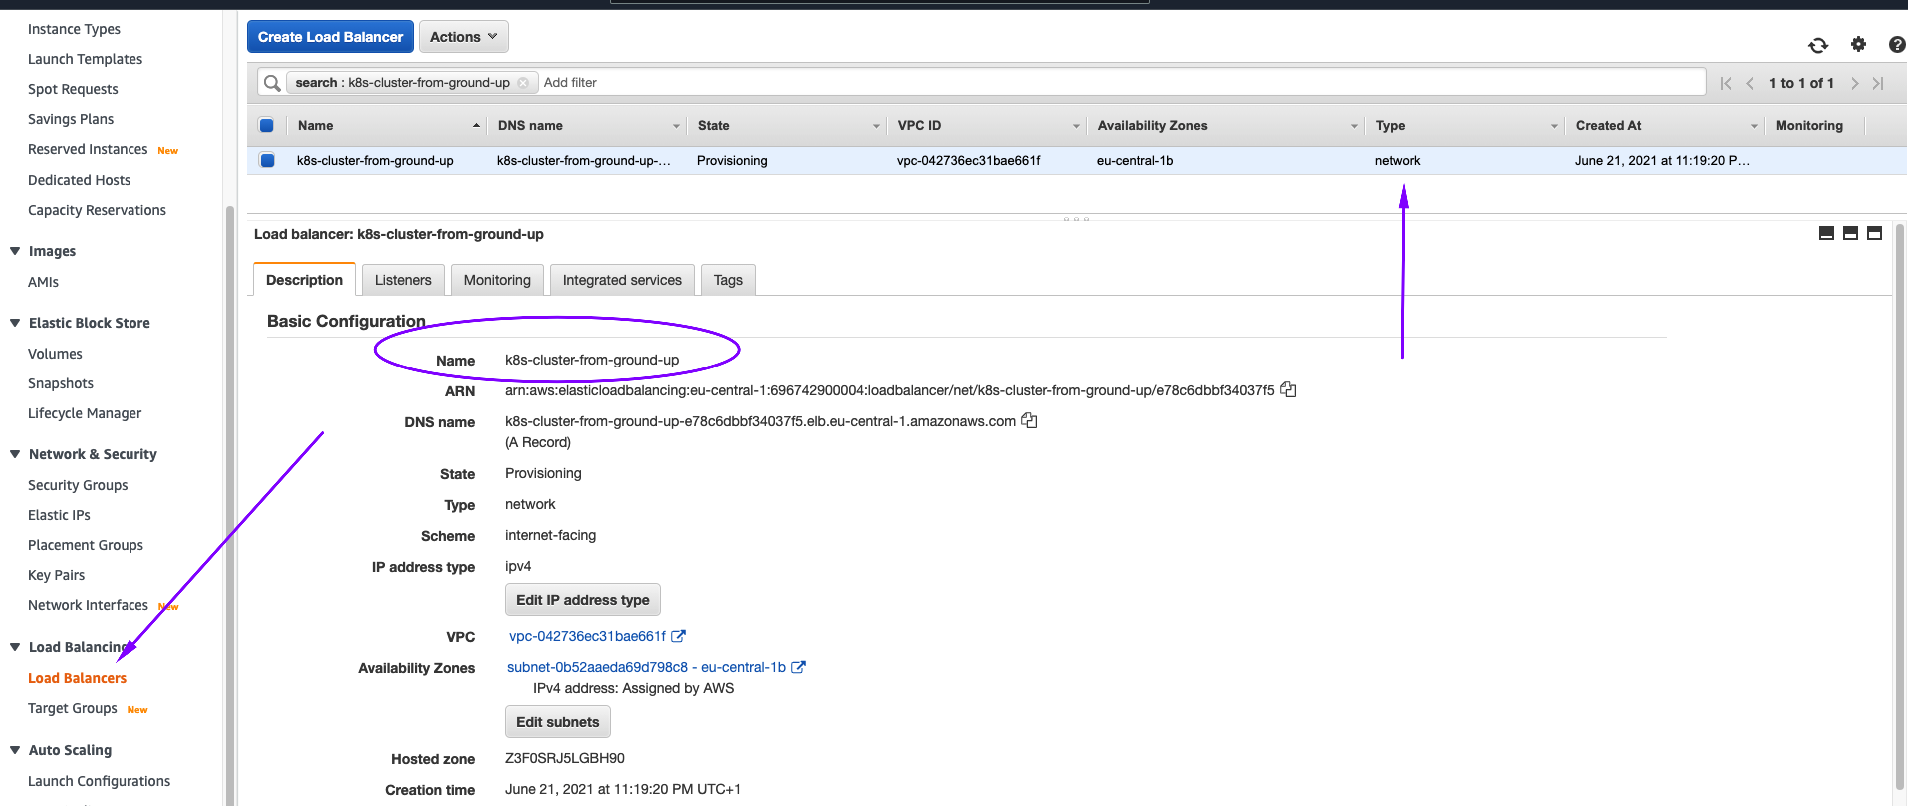 Instance Types
Launch Templates
Spot Requests
Savings Plans
Reserved Instances New
Dedicated Hosts
Capacity Reservations
Images
AMIs
Elastic Block Store
Volumes
Snapshots
Lifecycle Manager
Network & Security
Security Groups
Elastic IPs
Placement Groups
Key Pairs
Network Interfaces New
Load Balancing
Load Balancers
Target Groups New
Auto Scaling
Launch Configurations
Create Load Balancer Actions
search : k8s-cluster-from-ground-up Add filter 1 to 1 of 1
Name DNS name State VPC ID Availability Zones Type Created At Monitoring
k8s-cluster-from-ground-up k8s-cluster-from-ground-up-... Provisioning vpc-042736ec31bae661f eu-central-1b network June 21, 2021 at 11:19:20 P...
Load balancer: k8s-cluster-from-ground-up
Description Listeners Monitoring Integrated services Tags
Basic Configuration
Name k8s-cluster-from-ground-up
ARN arn:aws:elasticloadbalancing:eu-central-1:696742900004:loadbalancer/net/k8s-cluster-from-ground-up/e78c6dbbf34037f5
DNS name k8s-cluster-from-ground-up-e78c6dbbf34037f5.elb.eu-central-1.amazonaws.com
(A Record)
State Provisioning
Type network
Scheme internet-facing
IP address type ipv4
Edit IP address type
VPC vpc-042736ec31bae661f
Availability Zones subnet-0b52aaeda69d798c8 - eu-central-1b
IPv4 address: Assigned by AWS
Edit subnets
Hosted zone Z3F0SRJ5LGBH90
Creation time June 21, 2021 at 11:19:20 PM UTC+1